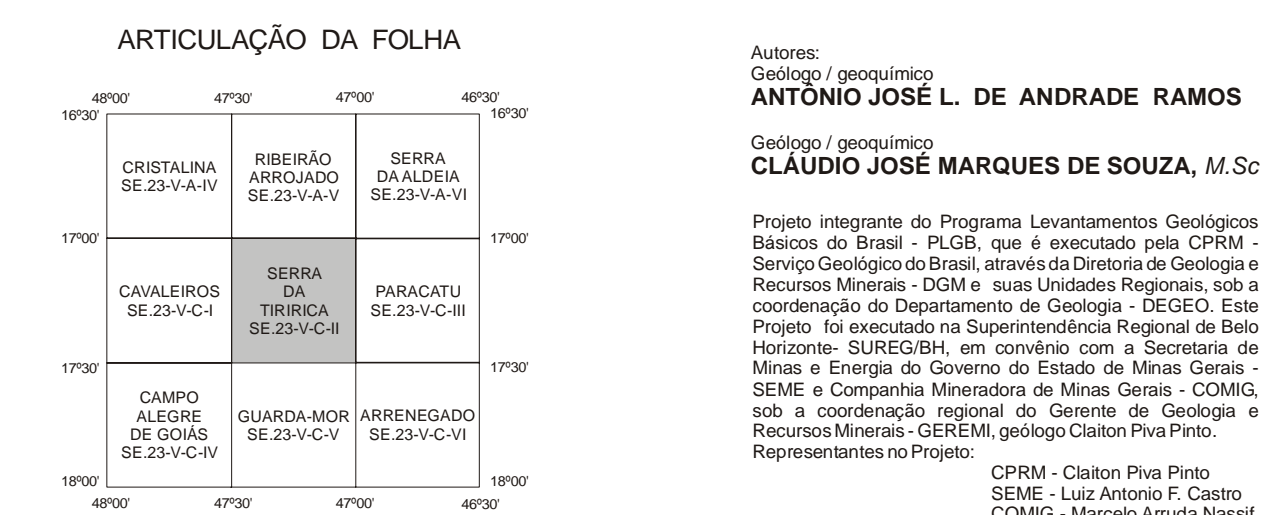 ARTICULAÇÃO DA FOLHA
48º00' 47º30' 47º00' 46º30'
16º30' 16º30'
CRISTALINA
SE.23-V-A-IV
RIBEIRÃO
ARROJADO
SE.23-V-A-V
SERRA
DA ALDEIA
SE.23-V-A-VI
17º00' 17º00'
CAVALEIROS
SE.23-V-C-I
SERRA
DA
TIRIRICA
SE.23-V-C-II
PARACATU
SE.23-V-C-III
17º30' 17º30'
CAMPO
ALEGRE
DE GOIÁS
SE.23-V-C-IV
GUARDA-MOR
SE.23-V-C-V
ARRENEGADO
SE.23-V-C-VI
18º00' 18º00'
48º00' 47º30' 47º00' 46º30'
Autores:
Geólogo / geoquímico
ANTÔNIO JOSÉ L. DE ANDRADE RAMOS
Geólogo / geoquímico
CLÁUDIO JOSÉ MARQUES DE SOUZA, M.Sc
Projeto integrante do Programa Levantamentos Geológicos
Básicos do Brasil - PLGB, que é executado pela CPRM -
Serviço Geológico do Brasil, através da Diretoria de Geologia e
Recursos Minerais - DGM e suas Unidades Regionais, sob a
coordenação do Departamento de Geologia - DEGEO. Este
Projeto foi executado na Superintendência Regional de Belo
Horizonte- SUREG/BH, em convênio com a Secretaria de
Minas e Energia do Governo do Estado de Minas Gerais -
SEME e Companhia Mineradora de Minas Gerais - COMIG,
sob a coordenação regional do Gerente de Geologia e
Recursos Minerais - GEREMI, geólogo Claiton Piva Pinto.
Representantes no Projeto:
CPRM - Claiton Piva Pinto
SEME - Luiz Antonio F. Castro
COMIG - Marcelo Arruda Nassif